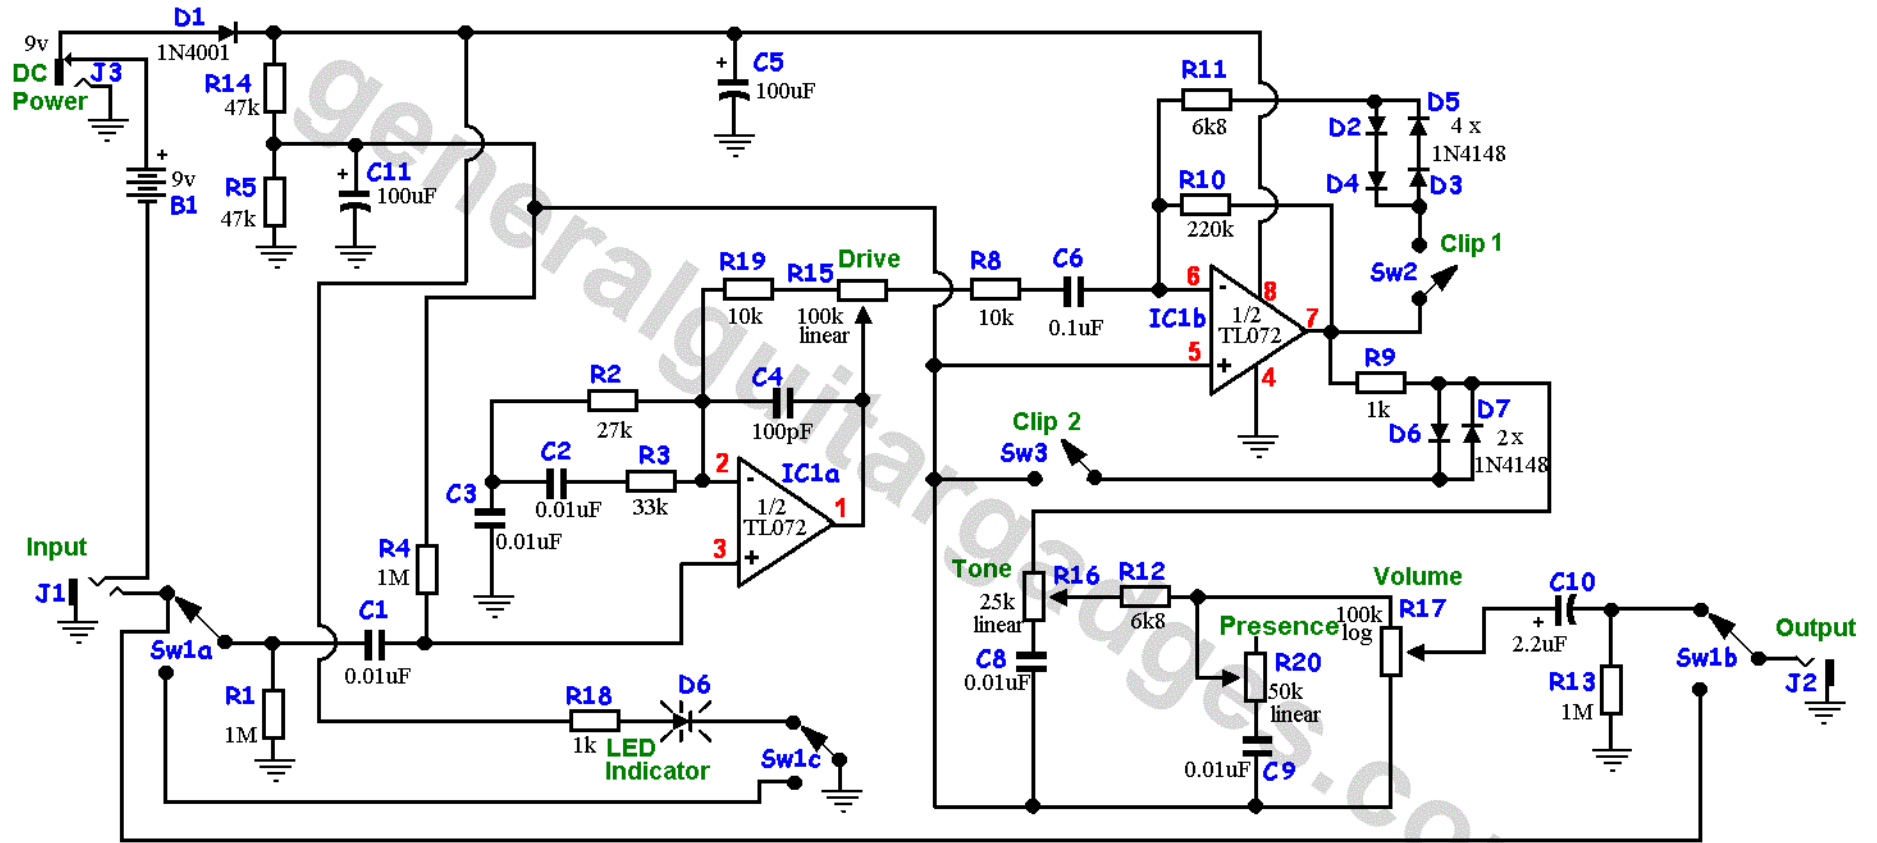 D1
1N4001
9v
DC
Power
J3
R14
47k
C5
100uF
R11
6k8
D5
D2
4 x
1N4148
D4
D3
R10
220k
C11
100uF
R5
47k
9v
B1
Clip 1
Sw2
R19
10k
R15
Drive
100k
linear
R8
10k
C6
0.1uF
6
-
8
IC1b
1/2
TL072
7
5
+
4
R9
1k
D7
D6
2x
1N4148
R2
27k
C4
100pF
Clip 2
Sw3
C2
0.01uF
R3
33k
C3
0.01uF
2
-
IC1a
1/2
TL072
1
3
+
Input
J1
Sw1a
R4
1M
C1
0.01uF
R1
1M
R18
1k
D6
LED
Indicator
Sw1c
Tone
R16
25k
linear
C8
0.01uF
R12
6k8
Presence
R20
50k
linear
0.01uF
C9
Volume
100k
log
R17
C10
+
2.2uF
R13
1M
Sw1b
Output
J2
+
+
+
generalguitargadges.co